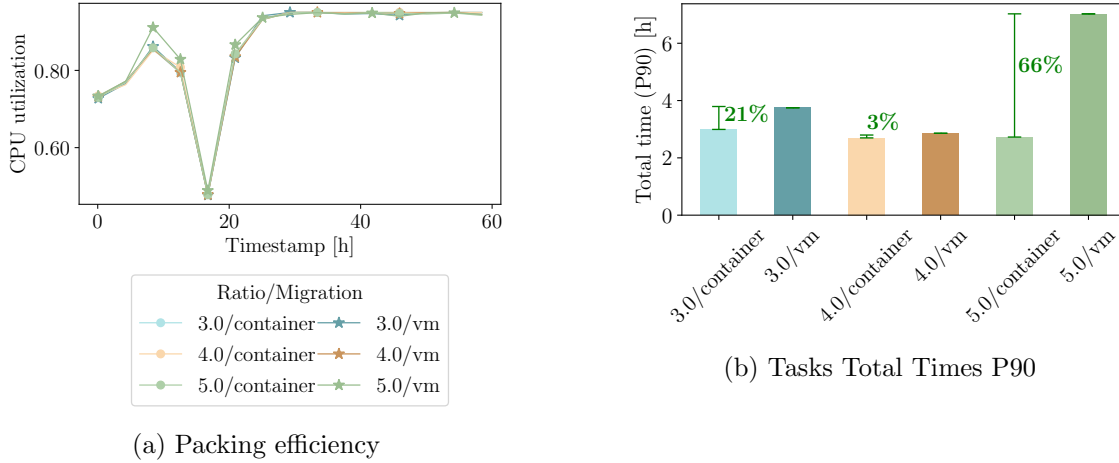 CPU utilization
0.80
0.60
0
20
40
60
Timestamp [h]
Ratio/Migration
3.0/container
3.0/vm
4.0/container
4.0/vm
5.0/container
5.0/vm
(a) Packing efficiency
Total time (P90) [h]
6
4
2
0
21%
3%
66%
3.0/container
3.0/vm
4.0/container
4.0/vm
5.0/container
5.0/vm
(b) Tasks Total Times P90